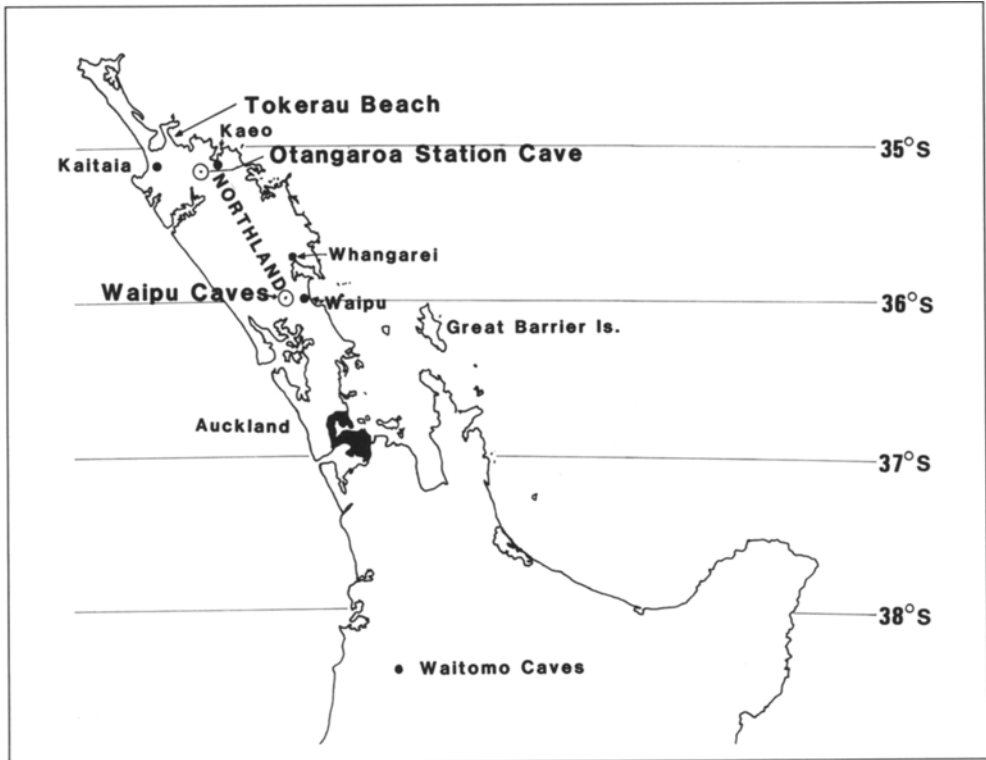 Tokerau Beach
Kaeo
35°S
Kaitaia
Otangaroa Station Cave
NORTHLAND
Whangarei
Waipu Caves
Waipu
36°S
Great Barrier Is.
Auckland
37°S
38°S
Waitomo Caves